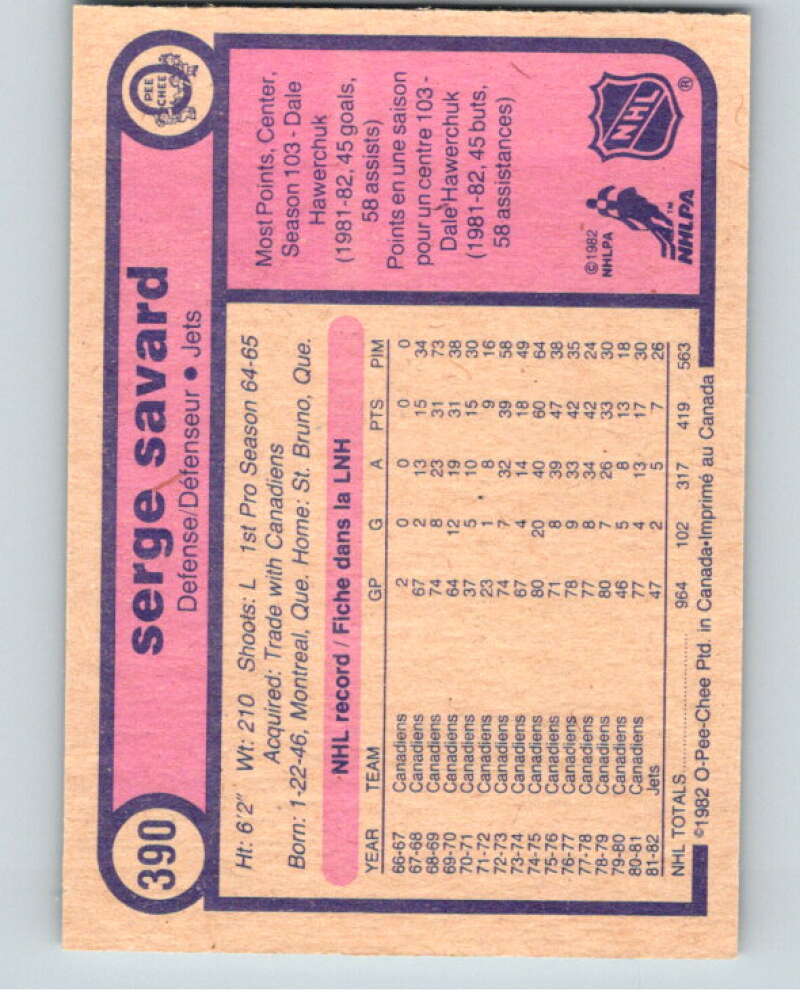 390
serge savard
Defense/Défenseur • Jets
PEE
CHEE
Ht: 6'2" Wt: 210 Shoots: L 1st Pro Season 64-65
Acquired: Trade with Canadiens
Born: 1-22-46, Montreal, Que. Home: St. Bruno, Que.
NHL record / Fiche dans la LNH
YEAR TEAM GP G A PTS PIM
66-67 Canadiens 2 0 0 0 0
67-68 Canadiens 67 2 13 15 34
68-69 Canadiens 74 8 23 31 73
69-70 Canadiens 64 12 19 31 38
70-71 Canadiens 37 5 10 15 30
71-72 Canadiens 23 1 8 9 16
72-73 Canadiens 74 7 32 39 58
73-74 Canadiens 67 4 14 18 49
74-75 Canadiens 80 20 40 60 64
75-76 Canadiens 71 8 39 47 38
76-77 Canadiens 78 9 33 42 35
77-78 Canadiens 77 8 34 42 24
78-79 Canadiens 80 7 26 33 30
79-80 Canadiens 46 5 8 13 18
80-81 Canadiens 77 4 13 17 30
81-82 Jets 47 2 5 7 26
NHL TOTALS 964 102 317 419 563
©1982 O-Pee-Chee Ptd. in Canada•Imprimé au Canada
Most Points, Center,
Season 103 - Dale
Hawerchuk
(1981-82, 45 goals,
58 assists)
Points en une saison
pour un centre 103 -
Dale Hawerchuk
(1981-82, 45 buts,
58 assistances)
©1982
NHLPA
NHLPA
™
NHL
®